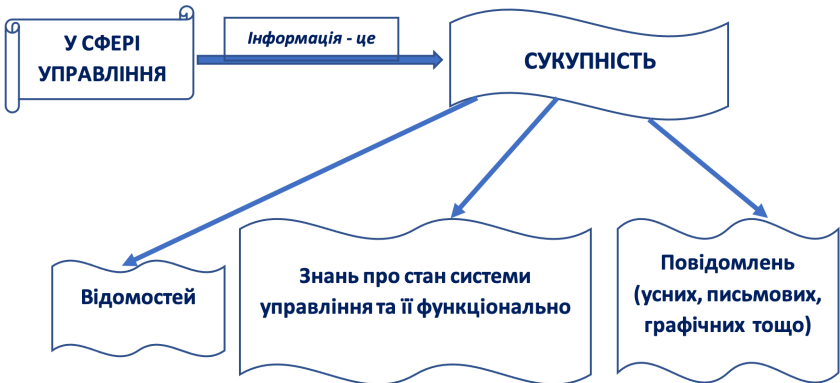 У СФЕРІ
УПРАВЛІННЯ
Інформація - це
СУКУПНІСТЬ
Відомостей
Знань про стан системи
управління та її функціонально
Повідомлень
(усних, письмових,
графічних тощо)